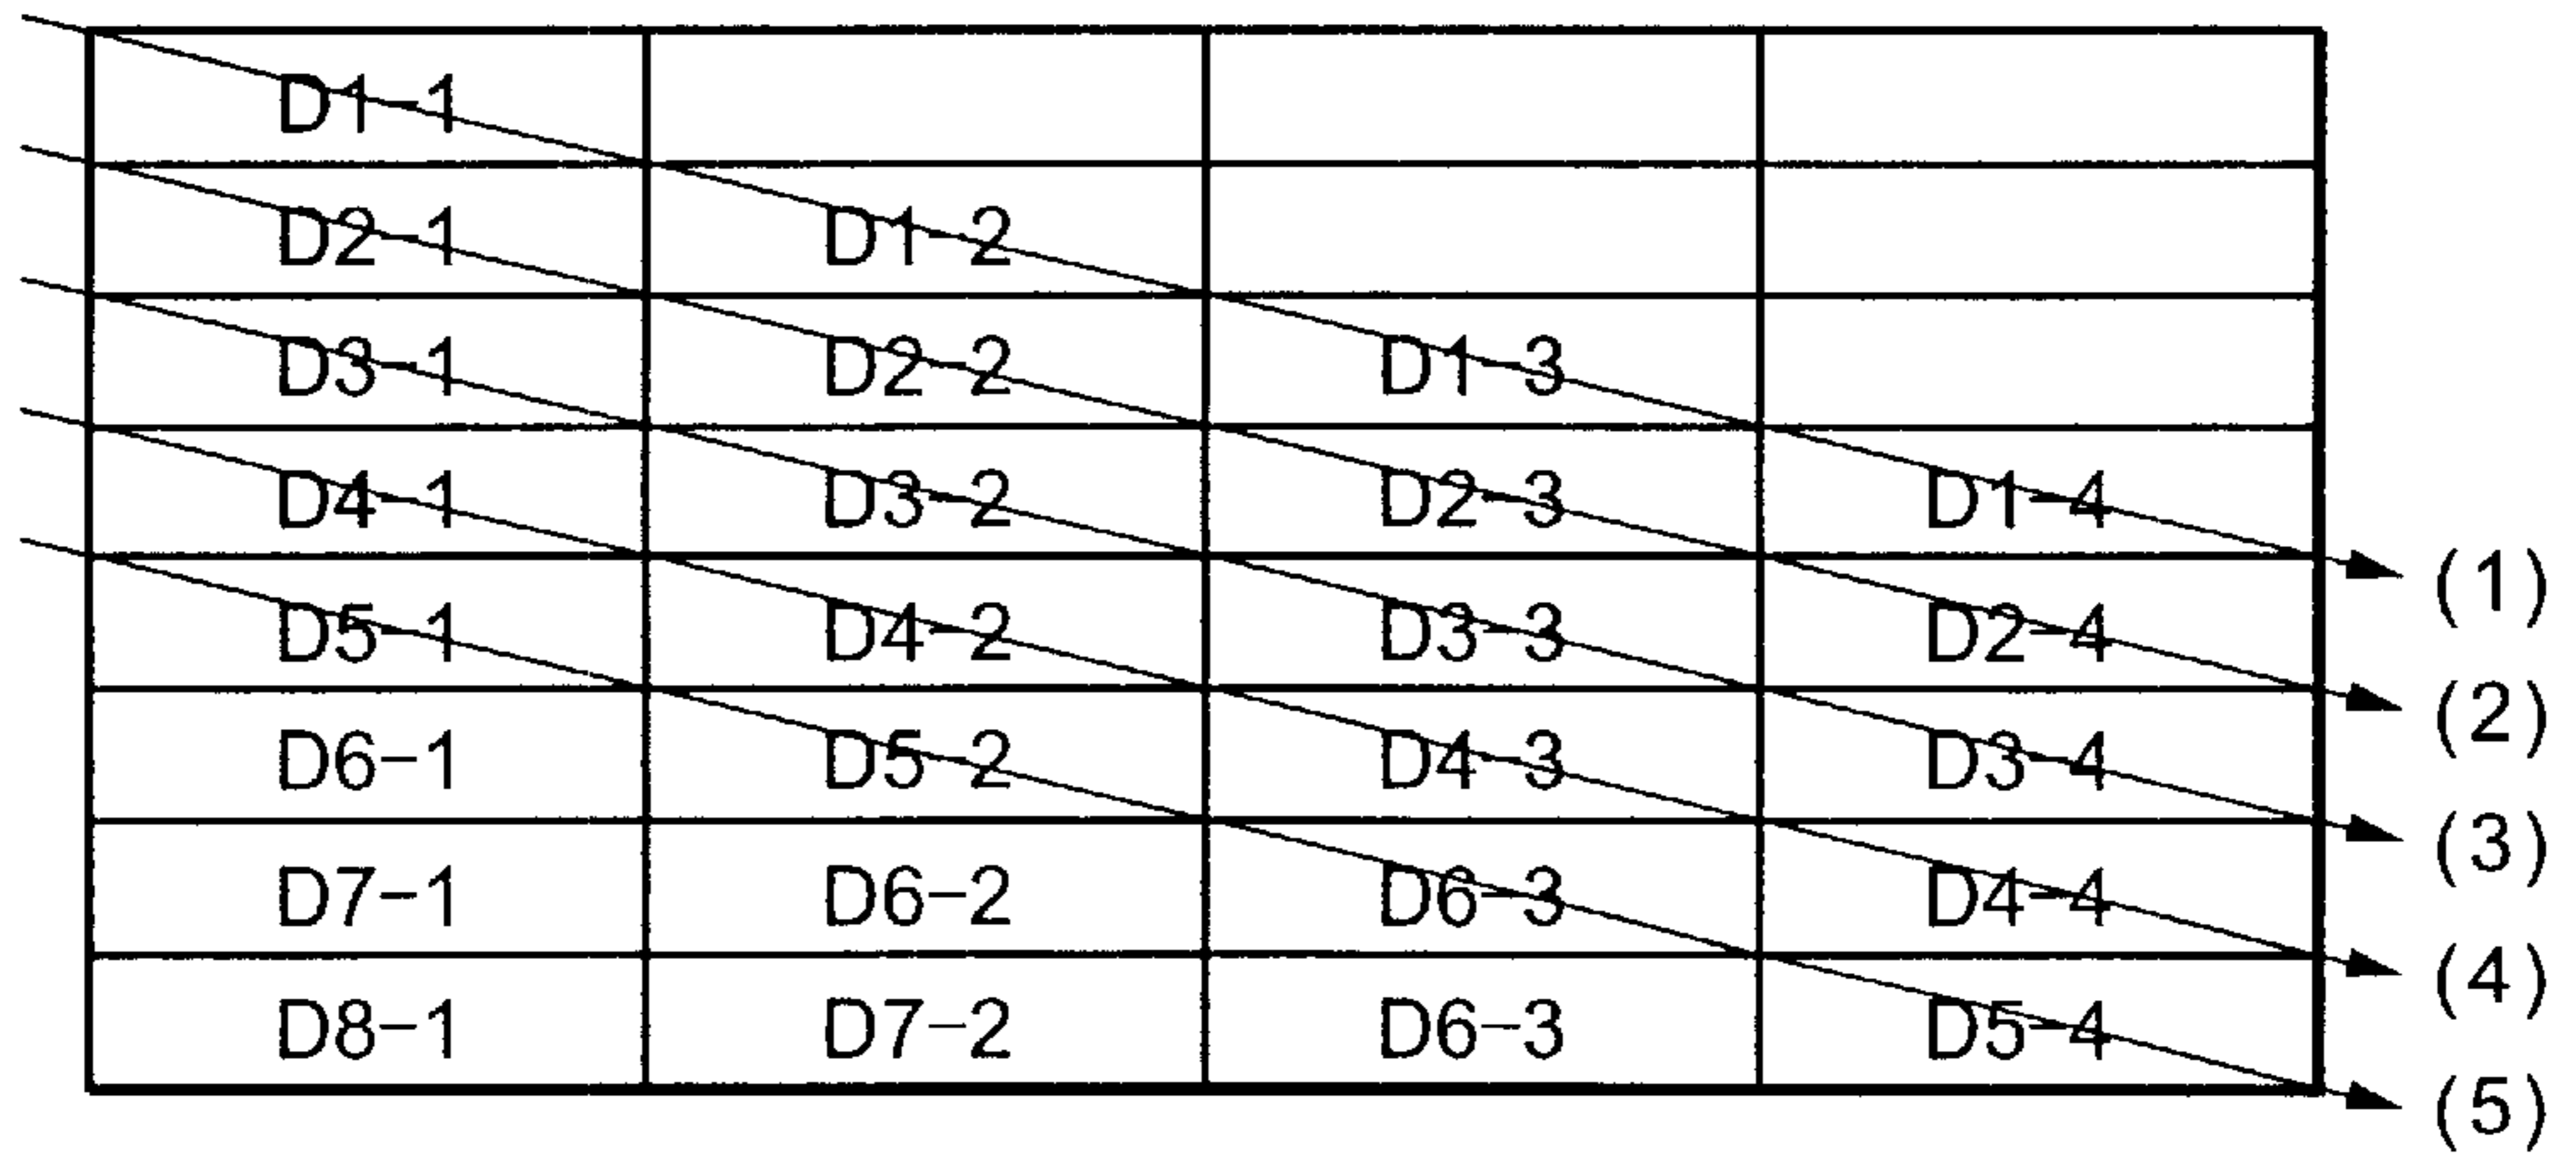 D1-1
D2-1 D1-2
D3-1 D2-2 D1-3
D4-1 D3-2 D2-3 D1-4
(1)
D5-1 D4-2 D3-3 D2-4
(2)
D6-1 D5-2 D4-3 D3-4
(3)
D7-1 D6-2 D6-3 D4-4
(4)
D8-1 D7-2 D6-3 D5-4
(5)